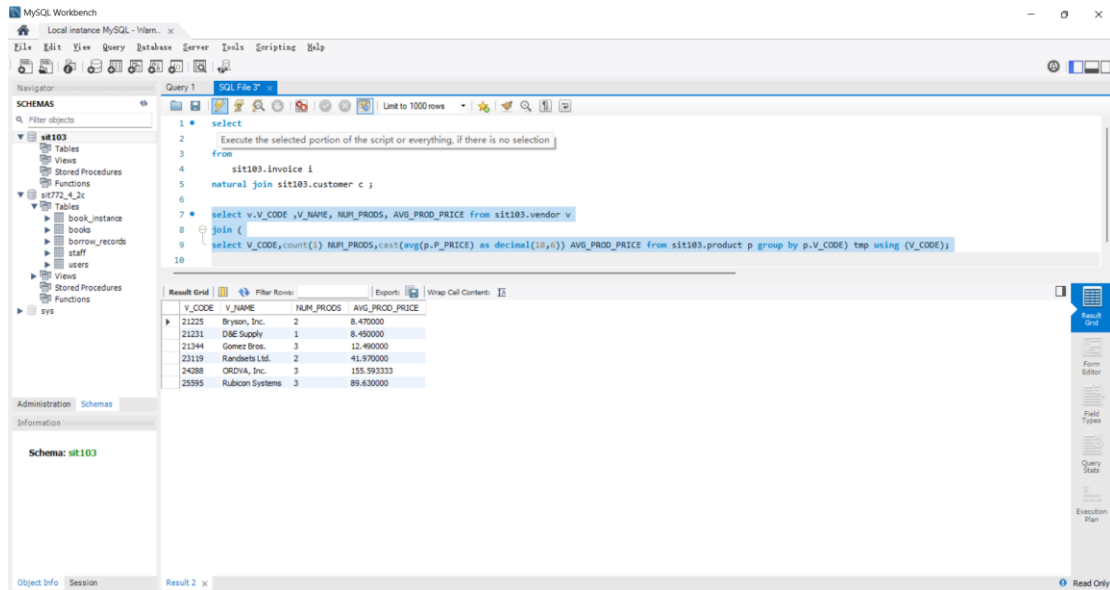 MySQL Workbench
Local instance MySQL - Warn... ×
File Edit View Query Database Server Tools Scripting Help
Navigator
SCHEMAS
Filter objects
sit103
Tables
Views
Stored Procedures
Functions
sit772_4_2c
Tables
book_instance
books
borrow_records
staff
users
Views
Stored Procedures
Functions
sys
Administration Schemas
Information
Schema: sit103
Object Info Session
Query 1 SQL File 3* ×
Limit to 1000 rows
1 select
2
Execute the selected portion of the script or everything, if there is no selection
3 from
4 sit103.invoice i
5 natural join sit103.customer c ;
6
7 select v.V_CODE ,V_NAME, NUM_PRODS, AVG_PROD_PRICE from sit103.vendor v
8 join (
9 select V_CODE,count(1) NUM_PRODS,cast(avg(p.P_PRICE) as decimal(18,6)) AVG_PROD_PRICE from sit103.product p group by p.V_CODE) tmp using (V_CODE);
10
Result Grid Filter Rows: Export: Wrap Cell Content:
V_CODE V_NAME NUM_PRODS AVG_PROD_PRICE
21225 Bryson, Inc. 2 8.470000
21231 D&E Supply 1 8.450000
21344 Gomez Bros. 3 12.490000
23119 Randsets Ltd. 2 41.970000
24288 ORDVA, Inc. 3 155.593333
25595 Rubicon Systems 3 89.630000
Result
Grid
Form
Editor
Field
Types
Query
Stats
Execution
Plan
Result 2 ×
Read Only